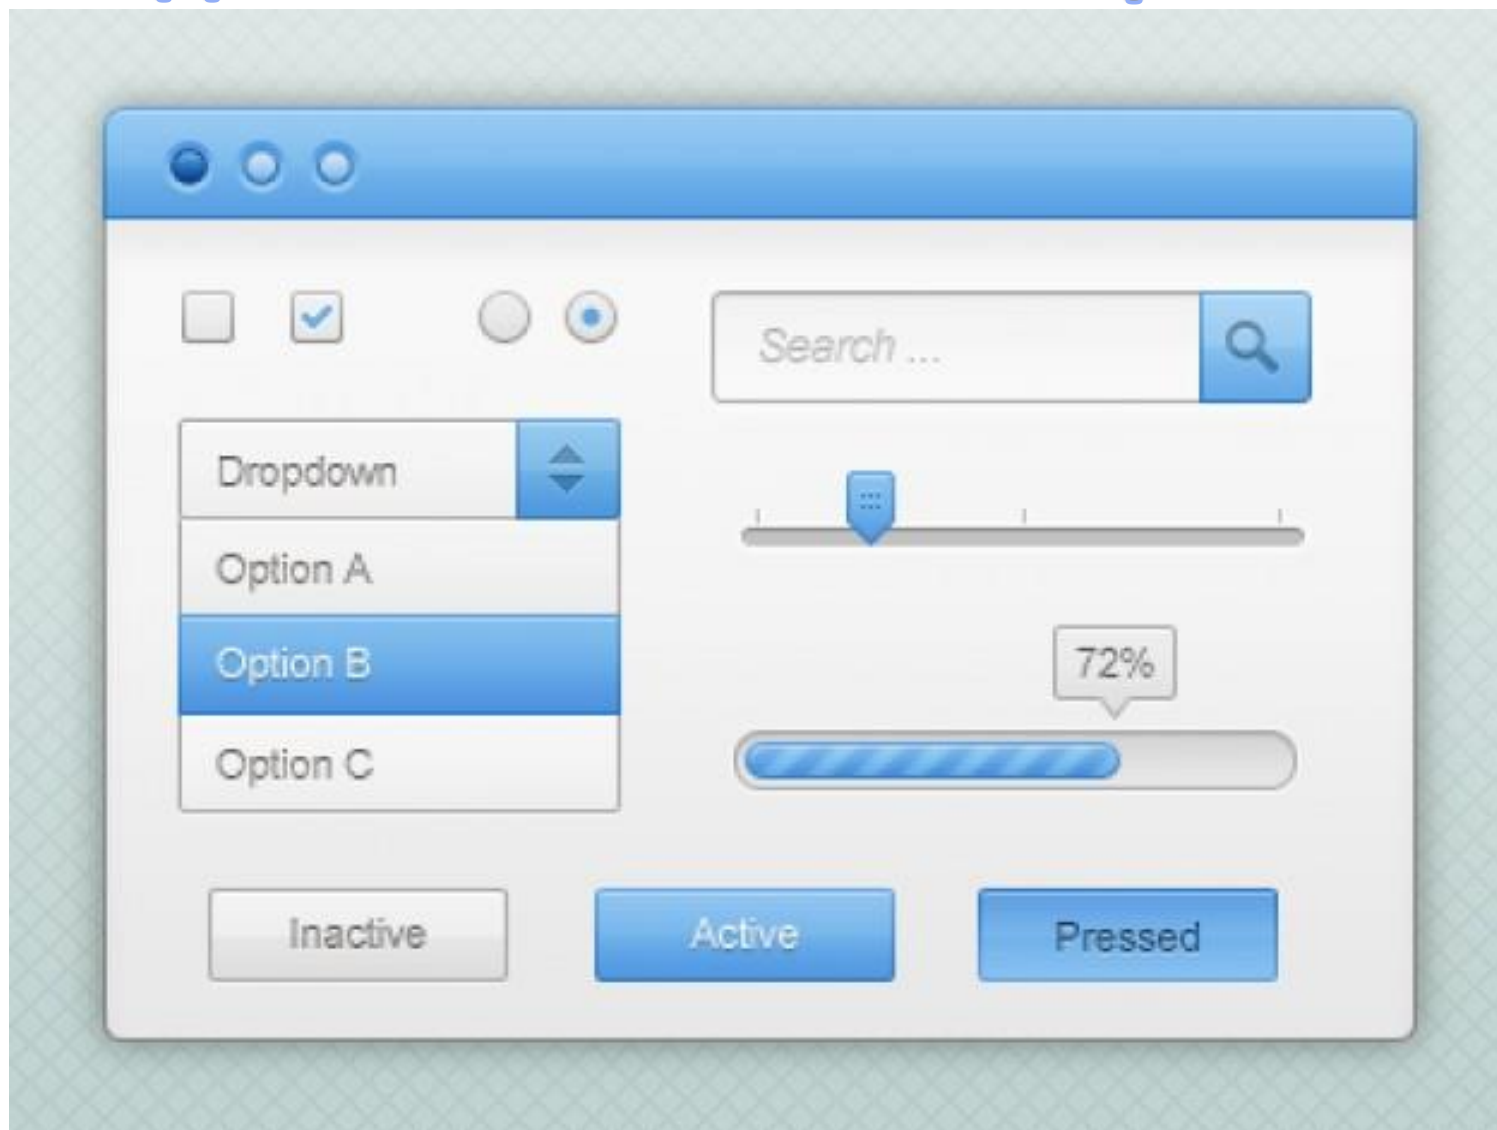 Search ...
Dropdown
Option A
Option B
Option C
72%
Inactive
Active
Pressed